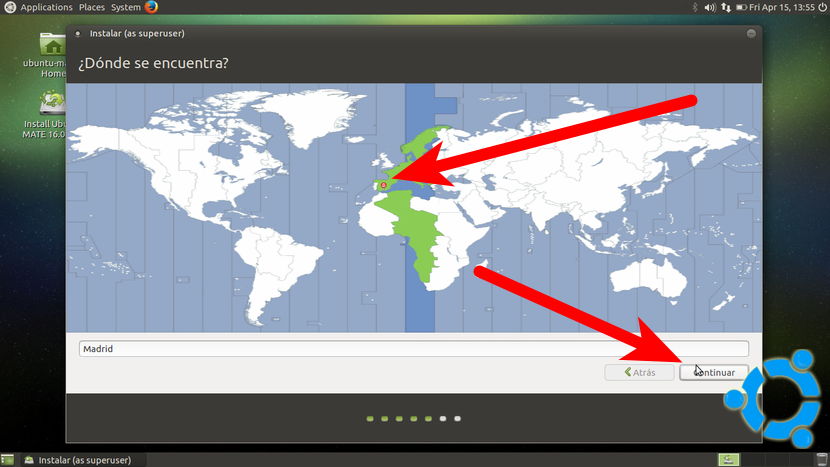 Applications Places System
Fri Apr 15, 13:55
Instalar (as superuser)
¿Dónde se encuentra?
ubuntu-ma
Home
Install Ubu
MATE 16.0
Madrid
Atrás
Continuar
Instalar (as superuser)